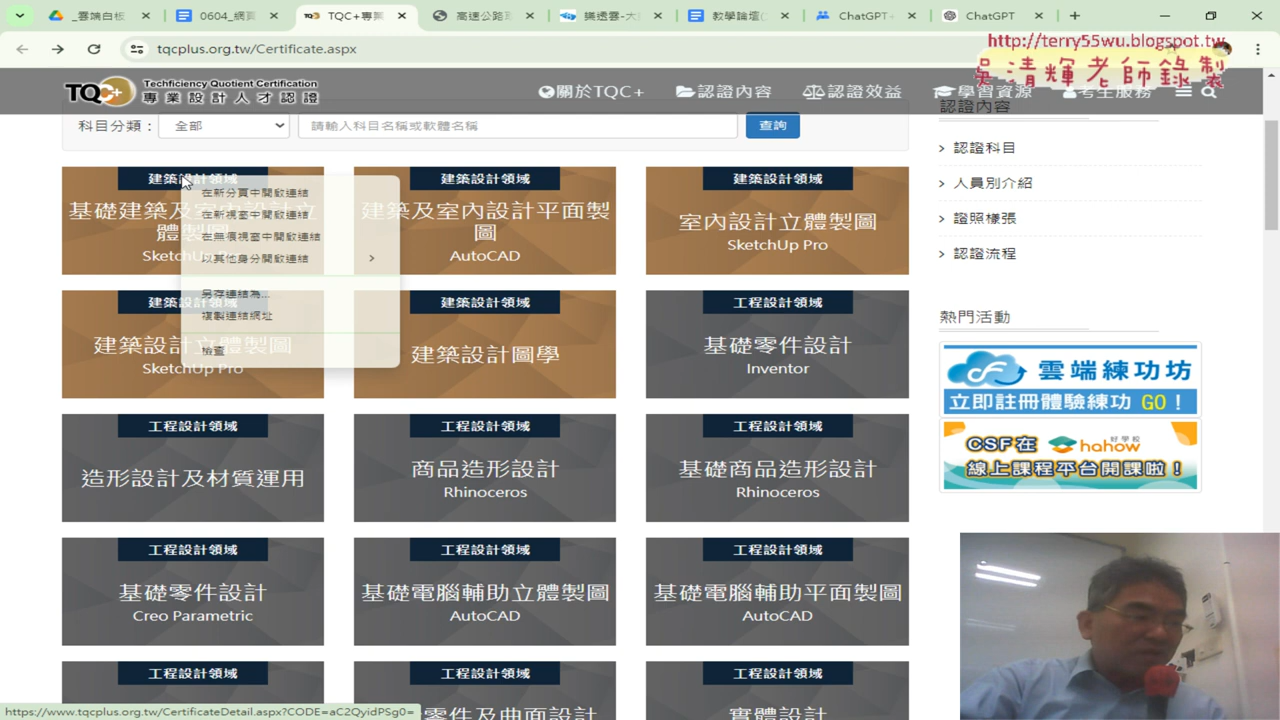 _雲端白板
0604_網頁
TQC+專業
高速公路
ChatGPT+
ChatGPT
tqcplus.org.tw/Certificate.aspx
http://terry55wu.blogspot.tw
吳清輝老師錄製
TQC+
Techficiency Quotient Certification
專業設計人才認證
關於TQC+
認證內容
認證效益
學習資源
考生服務
科目分類：
全部
請輸入科目名稱或軟體名稱
查詢
建築設計領域
基礎建築及室內設計立
體製圖
SketchUp
建築設計領域
建築及室內設計平面製
圖
AutoCAD
建築設計領域
室內設計立體製圖
SketchUp Pro
在新分頁中開啟連結
在新視窗中開啟連結
在無痕視窗中開啟連結
以其他身分開啟連結
另存連結為...
複製連結網址
檢查
建築設計領域
建築設計立體製圖
SketchUp Pro
建築設計領域
建築設計圖學
工程設計領域
基礎零件設計
Inventor
工程設計領域
造形設計及材質運用
工程設計領域
商品造形設計
Rhinoceros
工程設計領域
基礎商品造形設計
Rhinoceros
工程設計領域
基礎零件設計
Creo Parametric
工程設計領域
基礎電腦輔助立體製圖
AutoCAD
工程設計領域
基礎電腦輔助平面製圖
AutoCAD
工程設計領域
工程設計領域
零件及曲面設計
工程設計領域
實體設計
認證內容
認證科目
人員別介紹
證照樣張
認證流程
熱門活動
雲端練功坊
立即註冊體驗練功 GO！
CSF在 hahow 好學校
線上課程平台開課啦！
https://www.tqcplus.org.tw/CertificateDetail.aspx?CODE=aC2QyidPSg0=